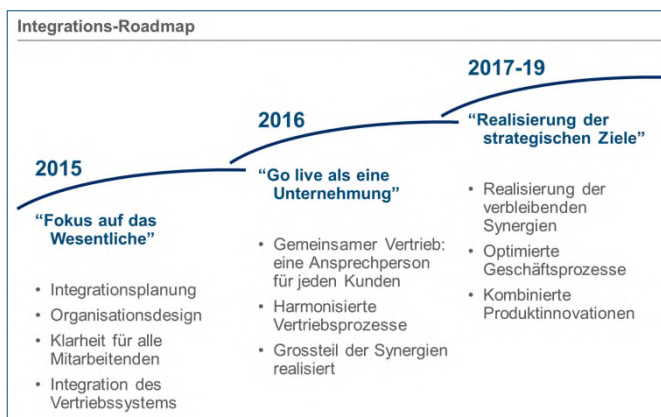 Integrations-Roadmap
2015
“Fokus auf das
Wesentliche”
• Integrationsplanung
• Organisationsdesign
• Klarheit für alle
Mitarbeitenden
• Integration des
Vertriebssystems
2016
“Go live als eine
Unternehmung”
• Gemeinsamer Vertrieb:
eine Ansprechperson
für jeden Kunden
• Harmonisierte
Vertriebsprozesse
• Grossteil der Synergien
realisiert
2017-19
“Realisierung der
strategischen Ziele”
• Realisierung der
verbleibenden
Synergien
• Optimierte
Geschäftsprozesse
• Kombinierte
Produktinnovationen